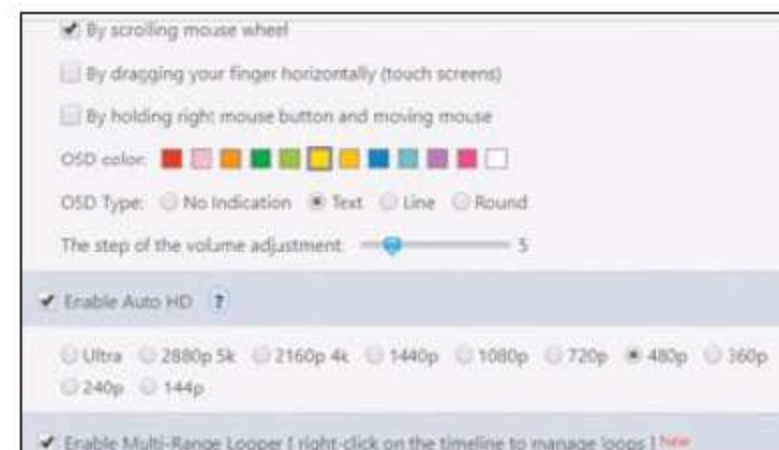 By scrolling mouse wheel
By dragging your finger horizontally (touch screens)
By holding right mouse button and moving mouse
OSD color:
OSD Type: No Indication Text Line Round
The step of the volume adjustment: 5
Enable Auto HD ?
Ultra 2880p 5k 2160p 4k 1440p 1080p 720p 480p 360p
240p 144p
Enable Multi-Range Looper [ right-click on the timeline to manage loops ] New